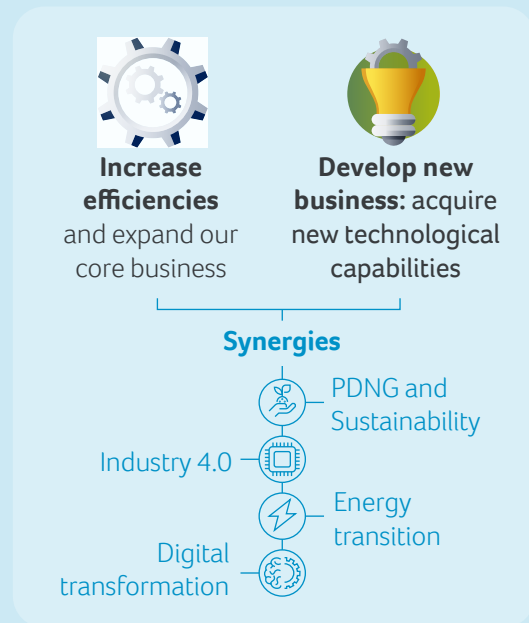 Increase
efficiencies
and expand our
core business
Develop new
business: acquire
new technological
capabilities
Synergies
PDNG and
Sustainability
Industry 4.0
Energy
transition
Digital
transformation